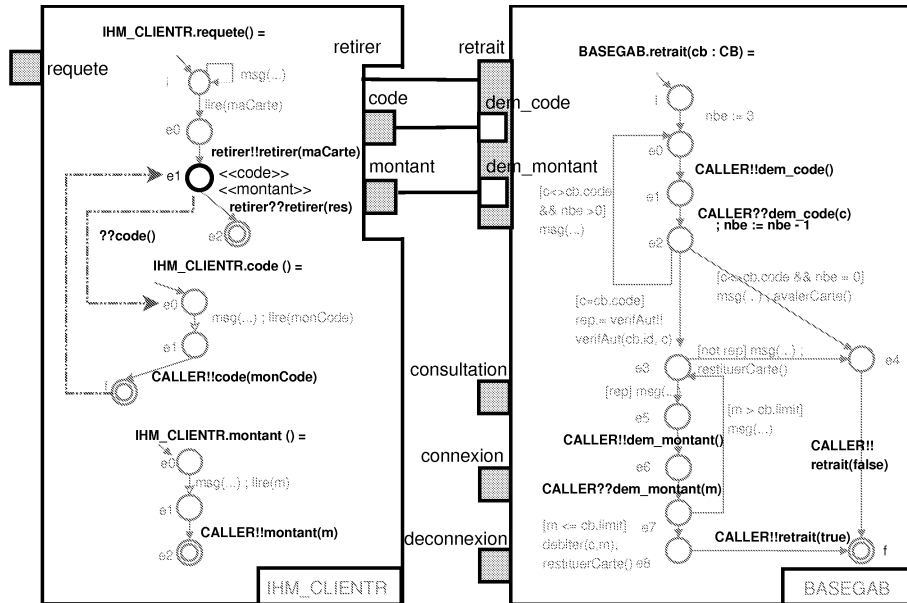 IHM_CLIENTR.requete() =
requete
i
msg(...)
lire(maCarte)
e0
retirer!!retirer(maCarte)
e1
<<code>>
<<montant>>
retirer??retirer(res)
e2
??code()
IHM_CLIENTR.code () =
e0
msg(...) ; lire(monCode)
e1
CALLER!!code(monCode)
f
IHM_CLIENTR.montant () =
e0
msg(...) ; lire(m)
e1
CALLER!!montant(m)
e2
IHM_CLIENTR
retirer
code
montant
retrait
dem_code
dem_montant
consultation
connexion
deconnexion
BASEGAB.retrait(cb : CB) =
i
nbe := 3
e0
CALLER!!dem_code()
e1
[c<>cb.code
&& nbe >0]
msg(...)
CALLER??dem_code(c)
; nbe := nbe - 1
e2
[c<>cb.code && nbe = 0]
msg(...) ; avalerCarte()
[c=cb.code]
rep := verifAut!!
verifAut(cb.id, c)
[not rep] msg(...) ;
restituerCarte()
e3
e4
[rep] msg(...)
e5
[m > cb.limit]
msg(...)
CALLER!!dem_montant()
e6
CALLER??dem_montant(m)
e7
CALLER!!
retrait(false)
[m <= cb.limit]
debiter(c,m),
restituerCarte()
e8
CALLER!!retrait(true)
f
BASEGAB